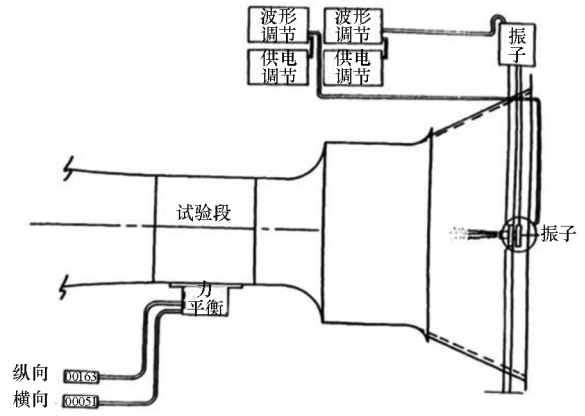 波形
调节
波形
调节
振
子
供电
调节
供电
调节
试验段
振子
力
平衡
纵向
00163
横向
00051